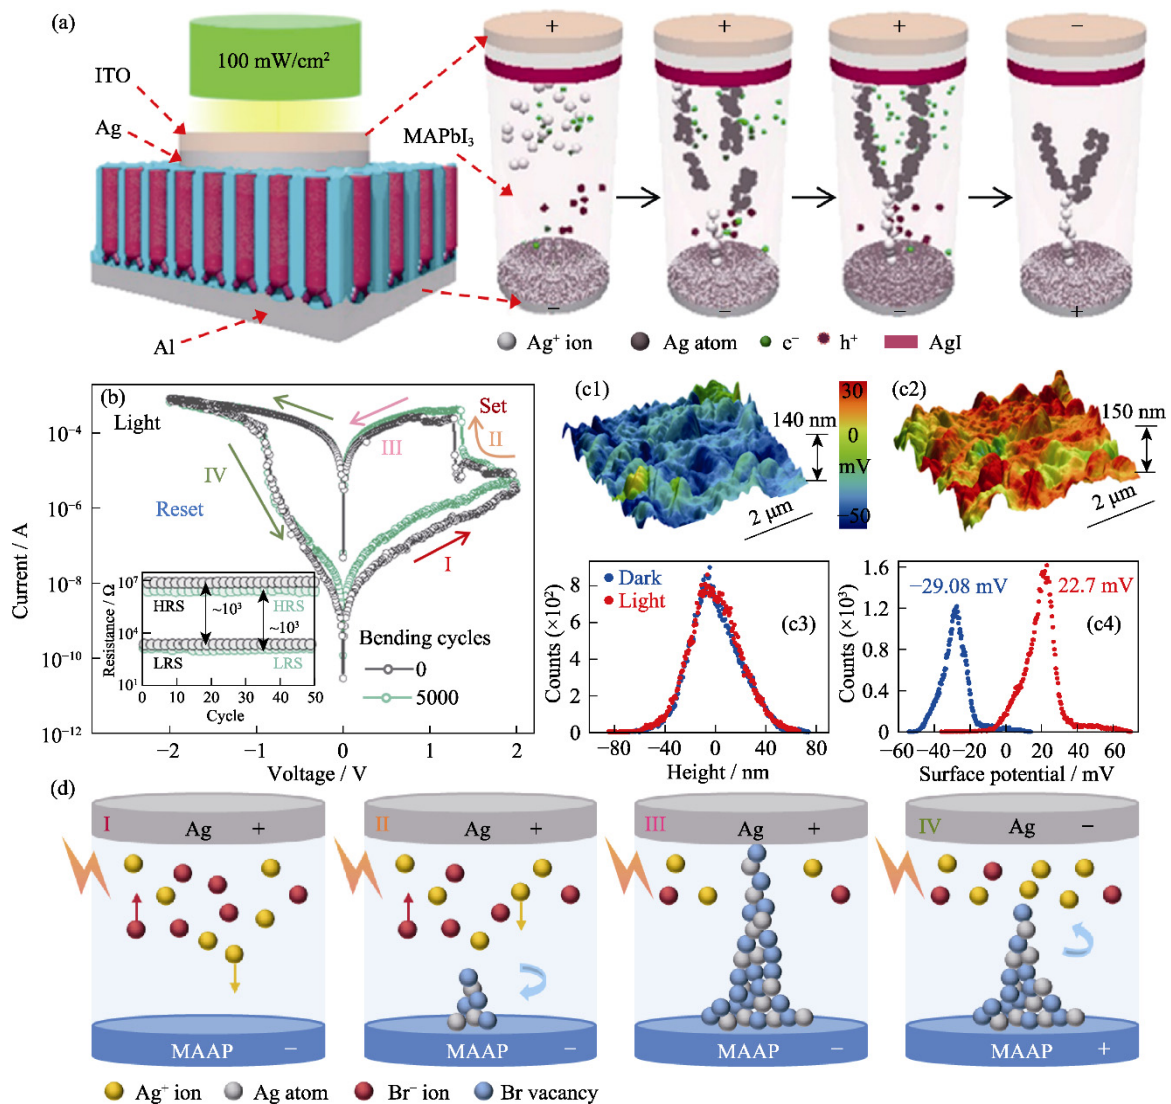 (a)
100 mW/cm²
ITO
Ag
MAPbI₃
Al
+
+
+
−
−
−
−
+
Ag⁺ ion
Ag atom
c⁻
h⁺
AgI
(b)
Light
Set
II
III
IV
Reset
I
Current / A
10⁻⁴
10⁻⁶
10⁻⁸
10⁻¹⁰
10⁻¹²
−2
−1
0
1
2
Voltage / V
Bending cycles
0
5000
Resistance / Ω
10⁷
10⁴
10¹
HRS
~10³
HRS
~10³
LRS
LRS
0
10
20
30
40
50
Cycle
(c1)
140 nm
2 μm
30
0
mV
−50
(c2)
150 nm
2 μm
Dark
Light
(c3)
Counts (×10²)
8
6
4
2
0
−80
−40
0
40
80
Height / nm
−29.08 mV
22.7 mV
(c4)
Counts (×10³)
1.6
1.2
0.8
0.4
0
−60
−40
−20
0
20
40
60
Surface potential / mV
(d)
I
Ag +
MAAP −
II
Ag +
MAAP −
III
Ag +
MAAP −
IV
Ag −
MAAP +
Ag⁺ ion
Ag atom
Br⁻ ion
Br vacancy